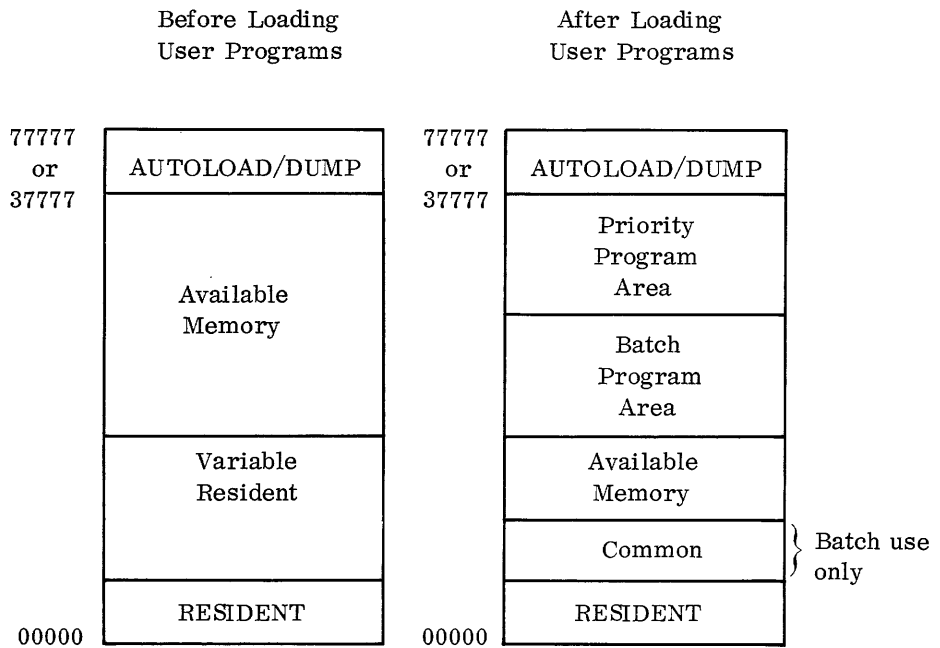 Before Loading
User Programs
77777
or
37777
AUTOLOAD/DUMP
Available
Memory
Variable
Resident
RESIDENT
00000
After Loading
User Programs
77777
or
37777
AUTOLOAD/DUMP
Priority
Program
Area
Batch
Program
Area
Available
Memory
Common
Batch use
only
RESIDENT
00000